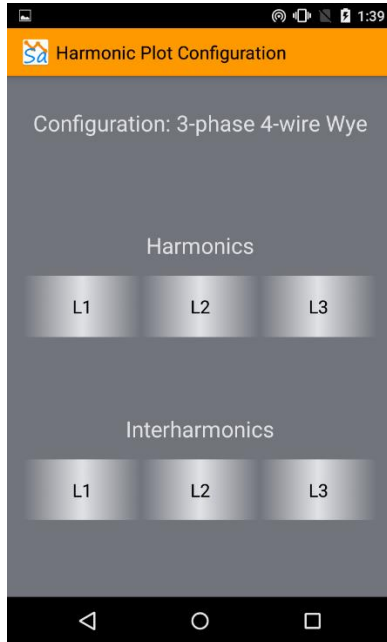 1:39
Sa Harmonic Plot Configuration
Configuration: 3-phase 4-wire Wye
Harmonics
L1 L2 L3
Interharmonics
L1 L2 L3